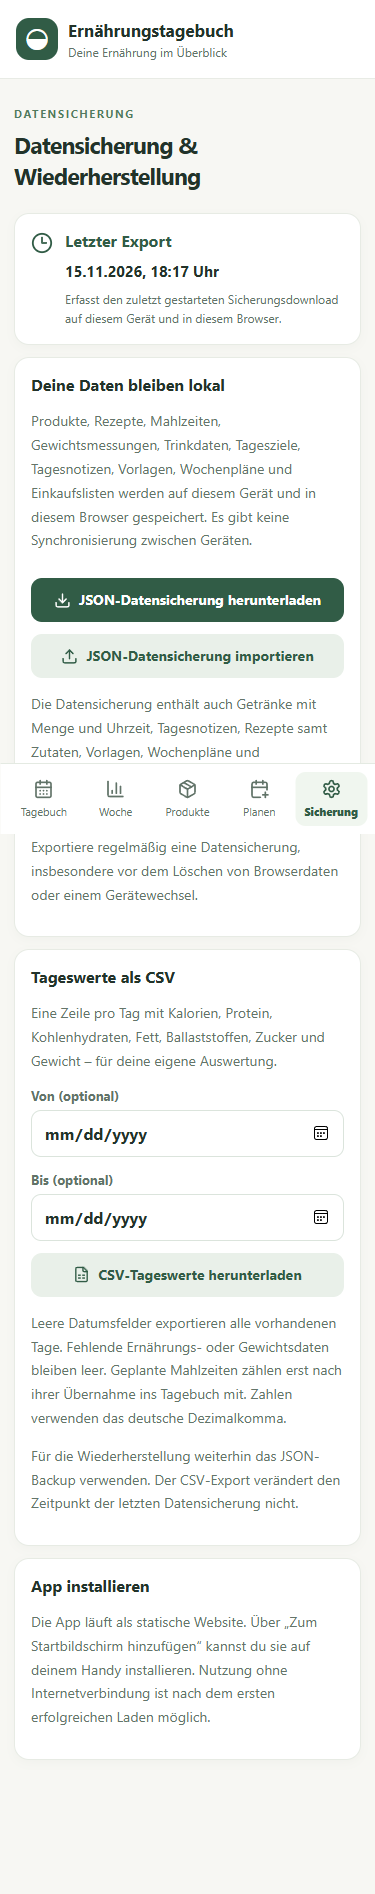 Ernährungstagebuch
Deine Ernährung im Überblick
DATENSICHERUNG
Datensicherung &
Wiederherstellung
Letzter Export
15.11.2026, 18:17 Uhr
Erfasst den zuletzt gestarteten Sicherungsdownload
auf diesem Gerät und in diesem Browser.
Deine Daten bleiben lokal
Produkte, Rezepte, Mahlzeiten,
Gewichtsmessungen, Trinkdaten, Tagesziele,
Tagesnotizen, Vorlagen, Wochenpläne und
Einkaufslisten werden auf diesem Gerät und in
diesem Browser gespeichert. Es gibt keine
Synchronisierung zwischen Geräten.
JSON-Datensicherung herunterladen
JSON-Datensicherung importieren
Die Datensicherung enthält auch Getränke mit
Menge und Uhrzeit, Tagesnotizen, Rezepte samt
Zutaten, Vorlagen, Wochenpläne und
Tagebuch
Woche
Produkte
Planen
Sicherung
Exportiere regelmäßig eine Datensicherung,
insbesondere vor dem Löschen von Browserdaten
oder einem Gerätewechsel.
Tageswerte als CSV
Eine Zeile pro Tag mit Kalorien, Protein,
Kohlenhydraten, Fett, Ballaststoffen, Zucker und
Gewicht – für deine eigene Auswertung.
Von (optional)
mm/dd/yyyy
Bis (optional)
mm/dd/yyyy
CSV-Tageswerte herunterladen
Leere Datumsfelder exportieren alle vorhandenen
Tage. Fehlende Ernährungs- oder Gewichtsdaten
bleiben leer. Geplante Mahlzeiten zählen erst nach
ihrer Übernahme ins Tagebuch mit. Zahlen
verwenden das deutsche Dezimalkomma.
Für die Wiederherstellung weiterhin das JSON-
Backup verwenden. Der CSV-Export verändert den
Zeitpunkt der letzten Datensicherung nicht.
App installieren
Die App läuft als statische Website. Über „Zum
Startbildschirm hinzufügen“ kannst du sie auf
deinem Handy installieren. Nutzung ohne
Internetverbindung ist nach dem ersten
erfolgreichen Laden möglich.